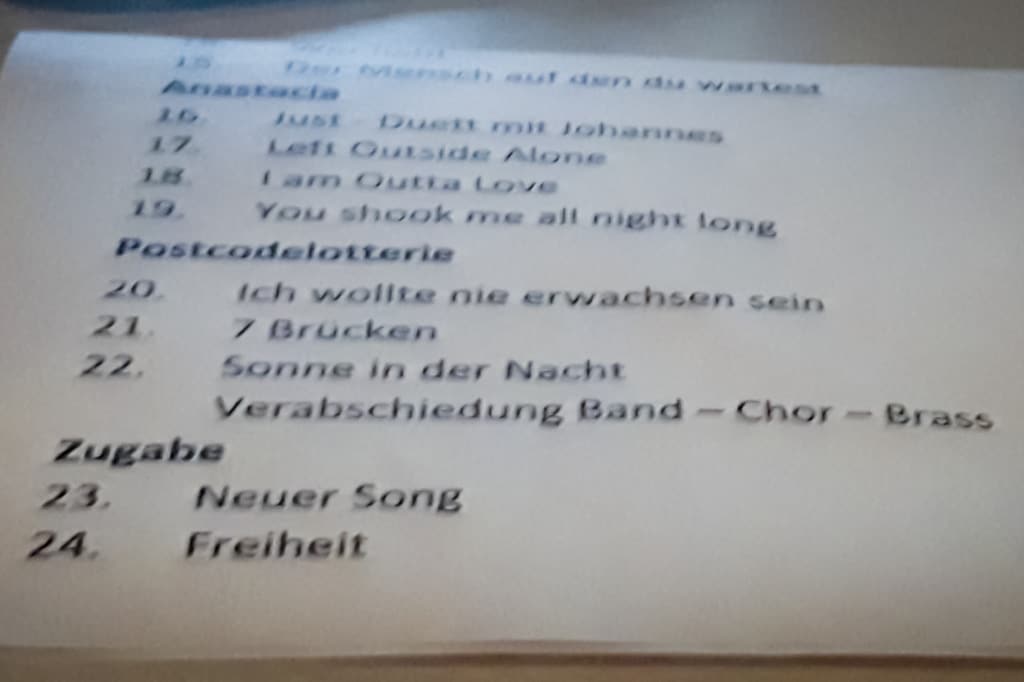 15. Der Mensch auf den du wartest
Anastacia
16. Just - Duett mit Johannes
17. Left Outside Alone
18. I am Outta Love
19. You shook me all night long
Postcodelotterie
20. Ich wollte nie erwachsen sein
21. 7 Brücken
22. Sonne in der Nacht
Verabschiedung Band – Chor – Brass
Zugabe
23. Neuer Song
24. Freiheit